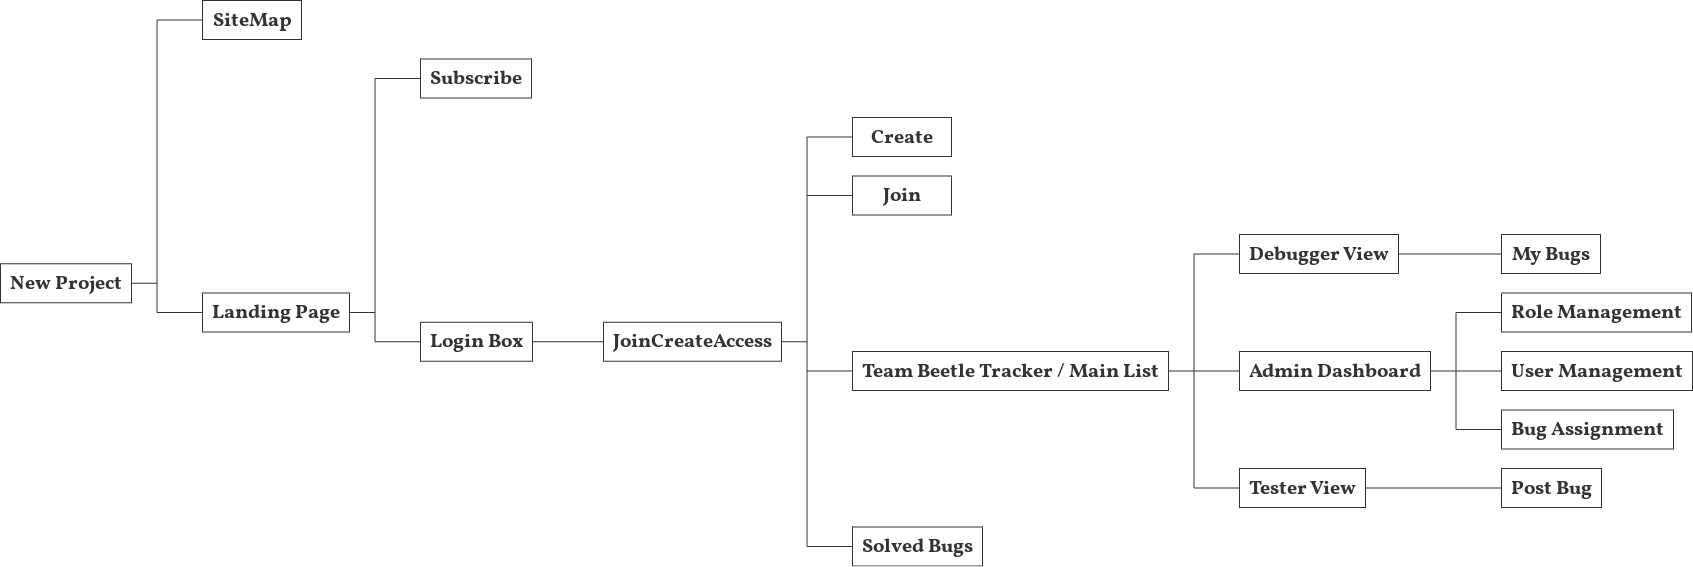 SiteMap
Subscribe
Create
Join
Debugger View
My Bugs
New Project
Landing Page
Role Management
Login Box
JoinCreateAccess
Team Beetle Tracker / Main List
Admin Dashboard
User Management
Bug Assignment
Tester View
Post Bug
Solved Bugs